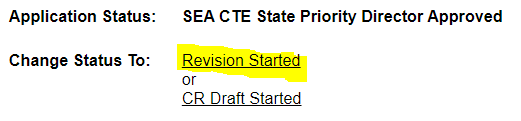 Application Status: SEA CTE State Priority Director Approved
Change Status To: Revision Started
or
CR Draft Started